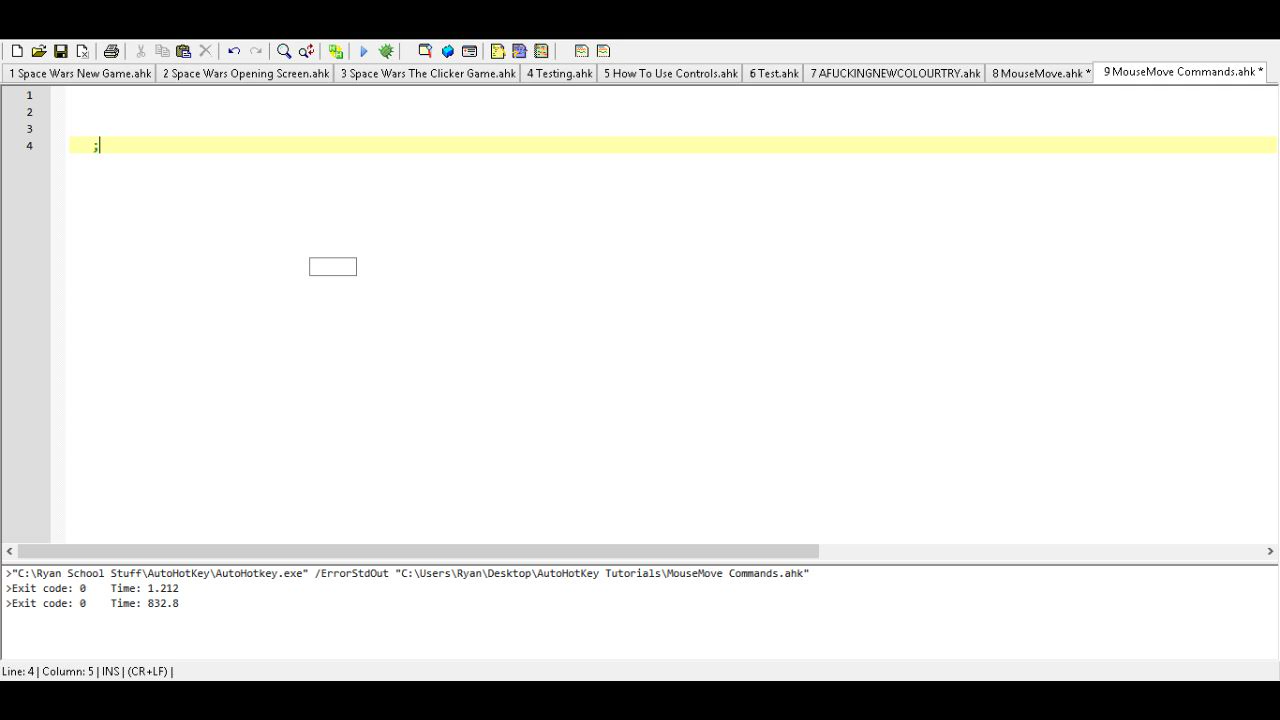 1 Space Wars New Game.ahk 2 Space Wars Opening Screen.ahk 3 Space Wars The Clicker Game.ahk 4 Testing.ahk 5 How To Use Controls.ahk 6 Test.ahk 7 AFUCKINGNEWCOLOURTRY.ahk 8 MouseMove.ahk * 9 MouseMove Commands.ahk *
1
2
3
4 ;
>"C:\Ryan School Stuff\AutoHotKey\AutoHotkey.exe" /ErrorStdOut "C:\Users\Ryan\Desktop\AutoHotKey Tutorials\MouseMove Commands.ahk"
>Exit code: 0 Time: 1.212
>Exit code: 0 Time: 832.8
Line: 4 | Column: 5 | INS | (CR+LF) |